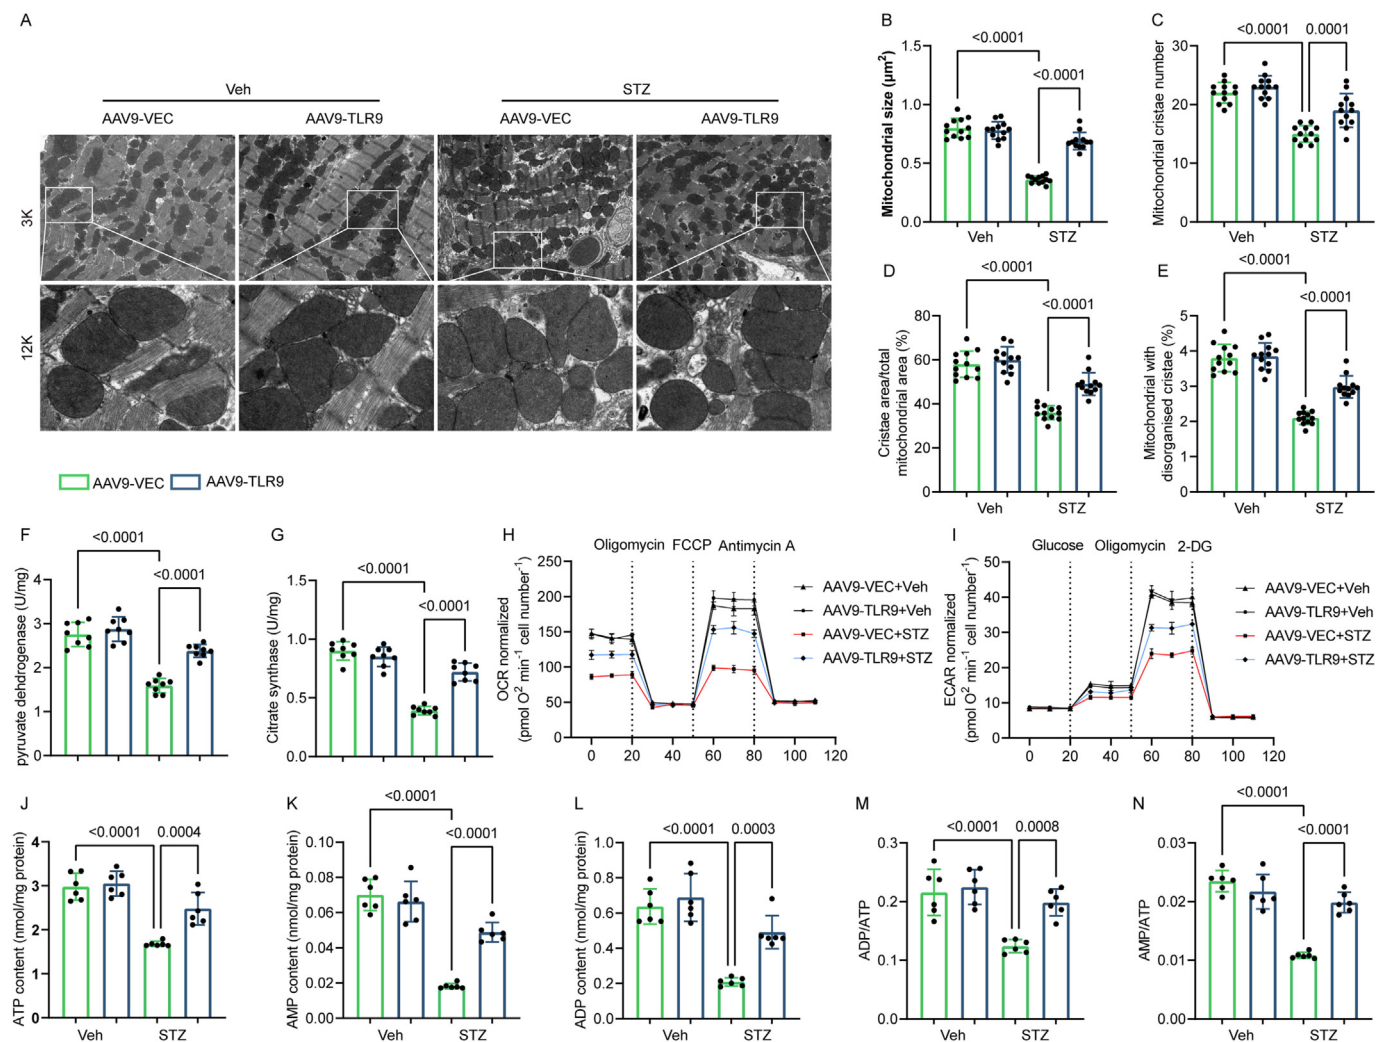 A
Veh
STZ
AAV9-VEC
AAV9-TLR9
AAV9-VEC
AAV9-TLR9
3K
12K
AAV9-VEC
AAV9-TLR9
B
<0.0001
<0.0001
Mitochondrial size (μm²)
1.5
1.0
0.5
0.0
Veh
STZ
C
<0.0001
0.0001
Mitochondrial cristae number
30
20
10
0
Veh
STZ
D
<0.0001
<0.0001
Cristae area/total
mitochondrial area (%)
80
60
40
20
0
Veh
STZ
E
<0.0001
<0.0001
Mitochondrial with
disorganised cristae (%)
5
4
3
2
1
0
Veh
STZ
F
<0.0001
<0.0001
pyruvate dehdrogenase (U/mg)
4
3
2
1
0
G
<0.0001
<0.0001
Citrate synthase (U/mg)
1.5
1.0
0.5
0.0
H
Oligomycin FCCP Antimycin A
OCR normalized
(pmol O² min⁻¹ cell number⁻¹)
250
200
150
100
50
0
0 20 40 60 80 100 120
AAV9-VEC+Veh
AAV9-TLR9+Veh
AAV9-VEC+STZ
AAV9-TLR9+STZ
I
Glucose Oligomycin 2-DG
ECAR normalized
(pmol O² min⁻¹ cell number⁻¹)
50
40
30
20
10
0
0 20 40 60 80 100 120
AAV9-VEC+Veh
AAV9-TLR9+Veh
AAV9-VEC+STZ
AAV9-TLR9+STZ
J
<0.0001
0.0004
ATP content (nmol/mg protein)
4
3
2
1
0
Veh
STZ
K
<0.0001
<0.0001
AMP content (nmol/mg protein)
0.10
0.08
0.06
0.04
0.02
0.00
Veh
STZ
L
<0.0001
0.0003
ADP content (nmol/mg protein)
1.0
0.8
0.6
0.4
0.2
0.0
Veh
STZ
M
<0.0001
0.0008
ADP/ATP
0.3
0.2
0.1
0.0
Veh
STZ
N
<0.0001
<0.0001
AMP/ATP
0.03
0.02
0.01
0.00
Veh
STZ